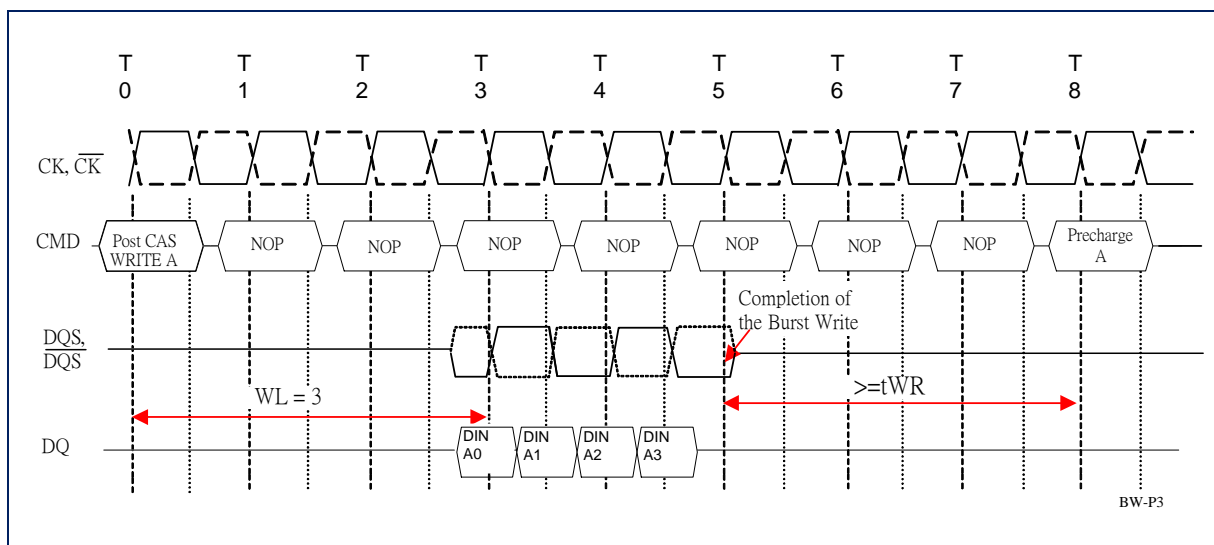 T T T T T T T T T
0 1 2 3 4 5 6 7 8
CK, CK
CMD
Post CAS
WRITE A
NOP
NOP
NOP
NOP
NOP
NOP
NOP
Precharge
A
Completion of
the Burst Write
DQS,
DQS
WL = 3
>=tWR
DQ
DIN
A0
DIN
A1
DIN
A2
DIN
A3
BW-P3